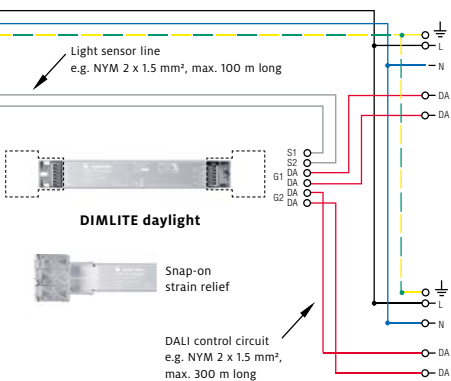 L
Light sensor line
e.g. NYM 2 x 1.5 mm², max. 100 m long
N
DA
DA
S1
S2
G1 DA
DA
G2 DA
DA
DIMLITE daylight
Snap-on
strain relief
L
N
DALI control circuit
e.g. NYM 2 x 1.5 mm²,
max. 300 m long
DA
DA